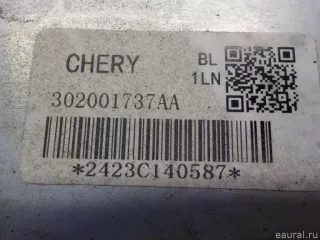 CHERY
BL
1LN
302001737AA
*2423C140587*
eaural.ru